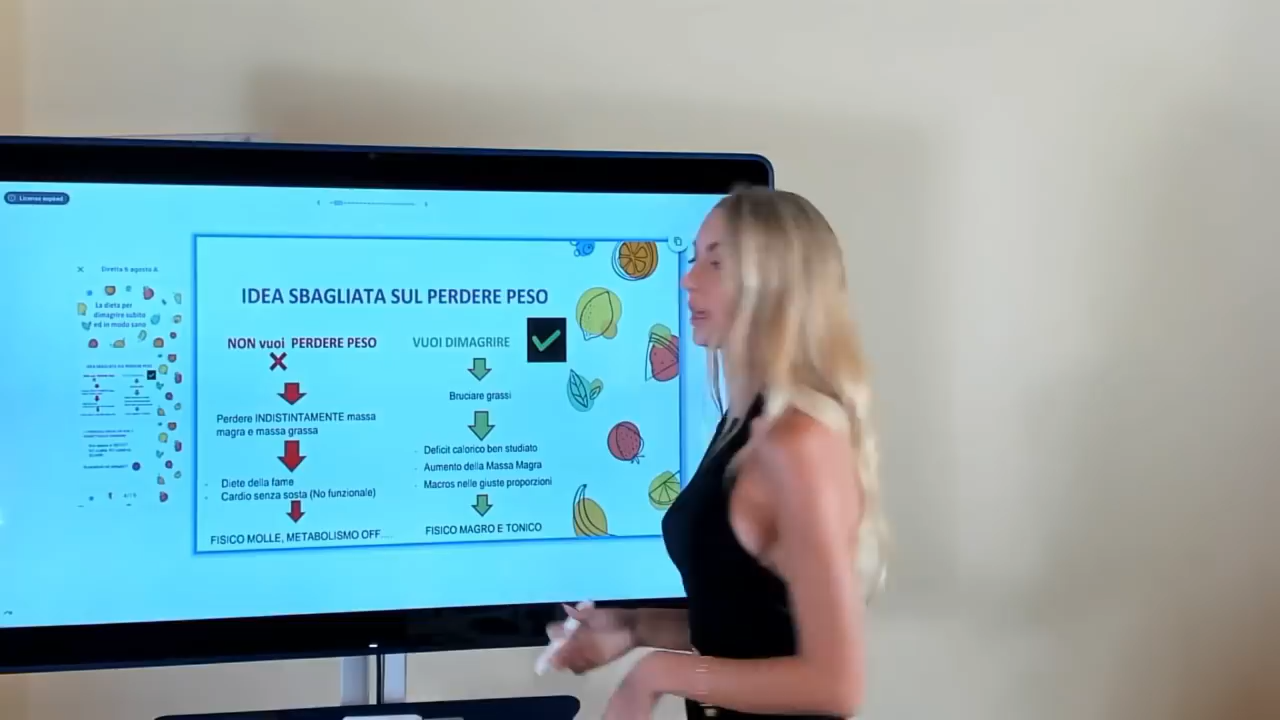 License expired
Diretta 6 agosto A
La dieta per
dimagrire subito
ed in modo sano
IDEA SBAGLIATA SUL PERDERE PESO
NON vuoi PERDERE PESO
Perdere INDISTINTAMENTE massa
magra e massa grassa
- Diete della fame
- Cardio senza sosta (No funzionale)
FISICO MOLLE, METABOLISMO OFF....
VUOI DIMAGRIRE
Bruciare grassi
- Deficit calorico ben studiato
- Aumento della Massa Magra
- Macros nelle giuste proporzioni
FISICO MAGRO E TONICO